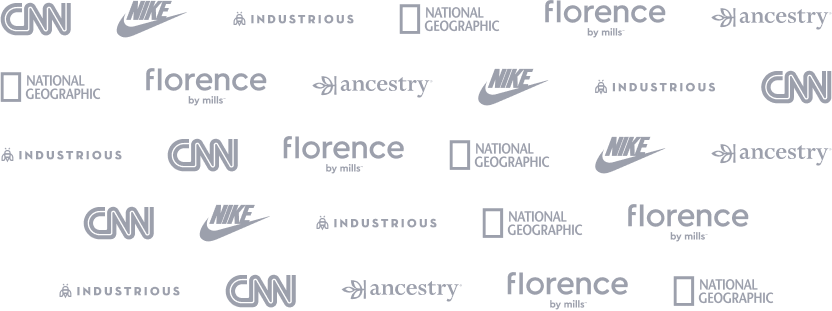 CNN NIKE INDUSTRIOUS NATIONAL GEOGRAPHIC florence by mills ancestry
NATIONAL GEOGRAPHIC florence by mills ancestry NIKE INDUSTRIOUS CNN
INDUSTRIOUS CNN florence by mills NATIONAL GEOGRAPHIC NIKE ancestry
CNN NIKE INDUSTRIOUS NATIONAL GEOGRAPHIC florence by mills
INDUSTRIOUS CNN ancestry florence by mills NATIONAL GEOGRAPHIC